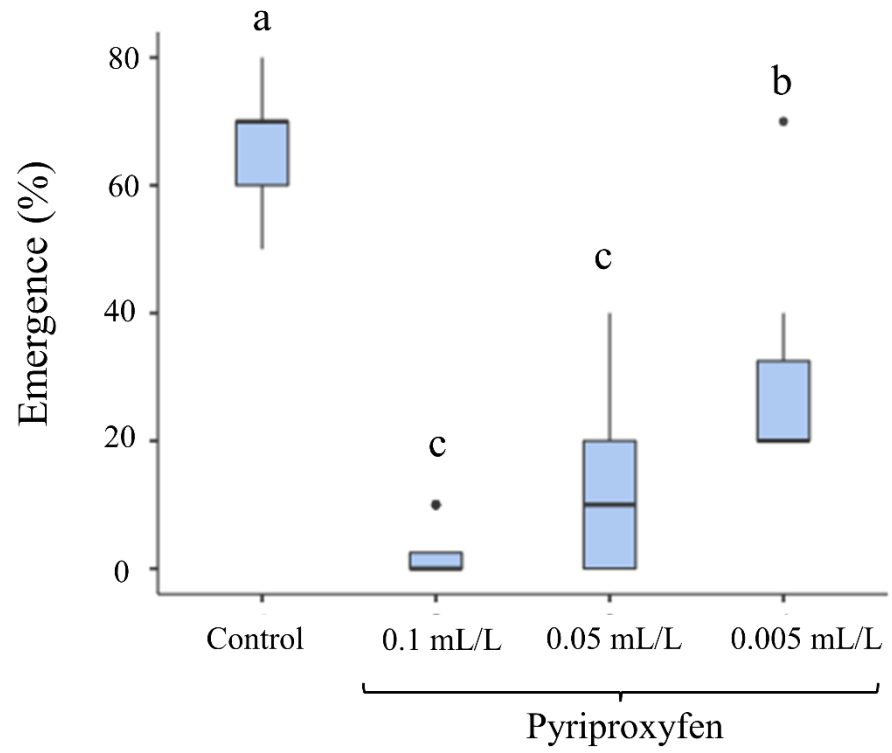 a
80
b
60
Emergence (%)
c
40
c
20
0
Control 0.1 mL/L 0.05 mL/L 0.005 mL/L
Pyriproxyfen